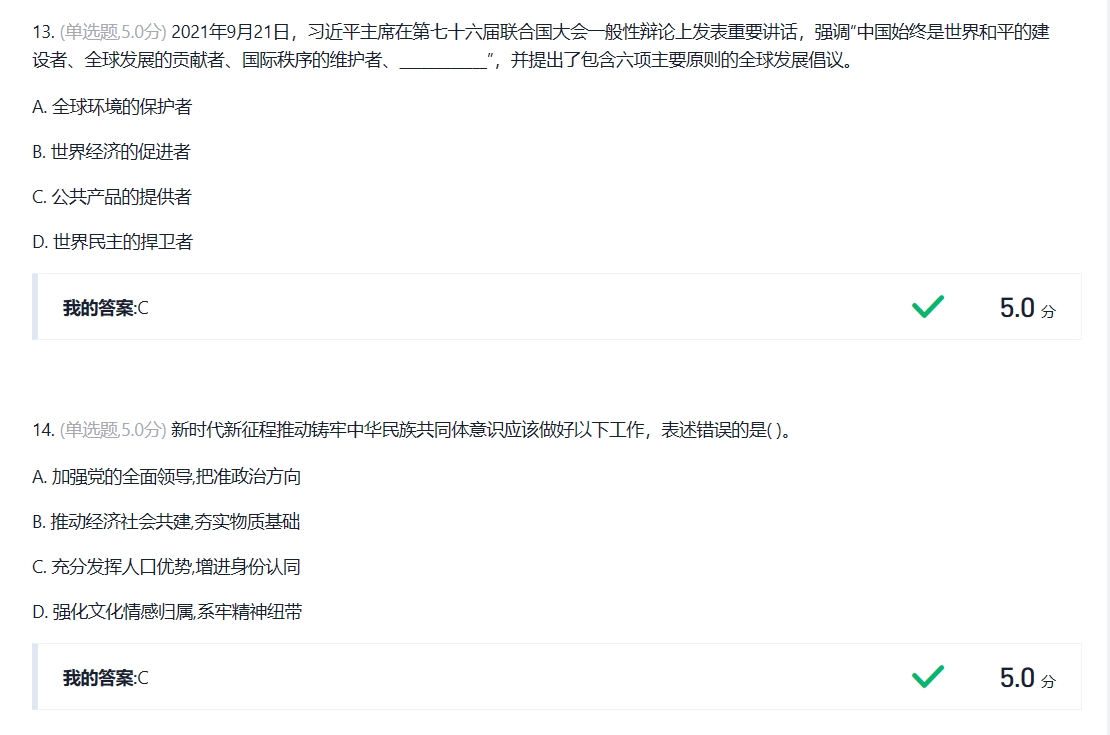 13. (单选题,5.0分) 2021年9月21日，习近平主席在第七十六届联合国大会一般性辩论上发表重要讲话，强调“中国始终是世界和平的建
设者、全球发展的贡献者、国际秩序的维护者、__________”，并提出了包含六项主要原则的全球发展倡议。
A. 全球环境的保护者
B. 世界经济的促进者
C. 公共产品的提供者
D. 世界民主的捍卫者
我的答案:C
5.0 分
14. (单选题,5.0分) 新时代新征程推动铸牢中华民族共同体意识应该做好以下工作，表述错误的是( )。
A. 加强党的全面领导,把准政治方向
B. 推动经济社会共建,夯实物质基础
C. 充分发挥人口优势,增进身份认同
D. 强化文化情感归属,系牢精神纽带
我的答案:C
5.0 分